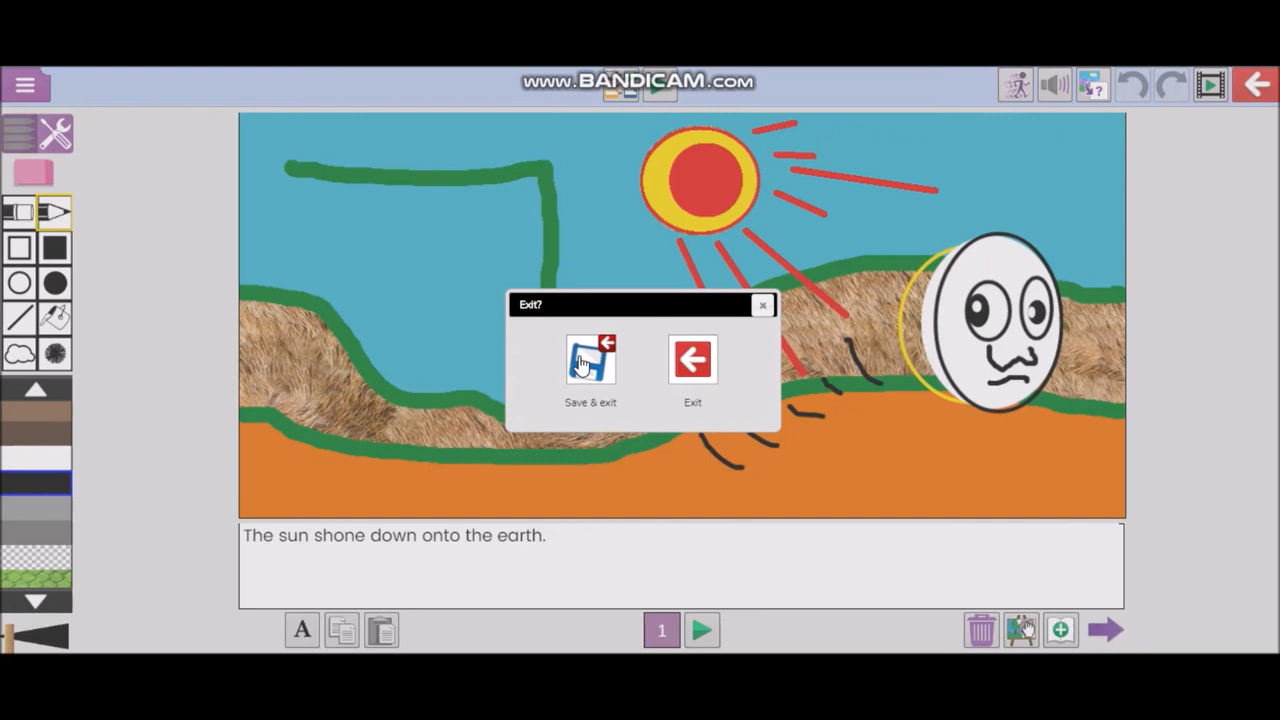 www.BANDICAM.com
?
Exit?
Save & exit
Exit
The sun shone down onto the earth.
A
1